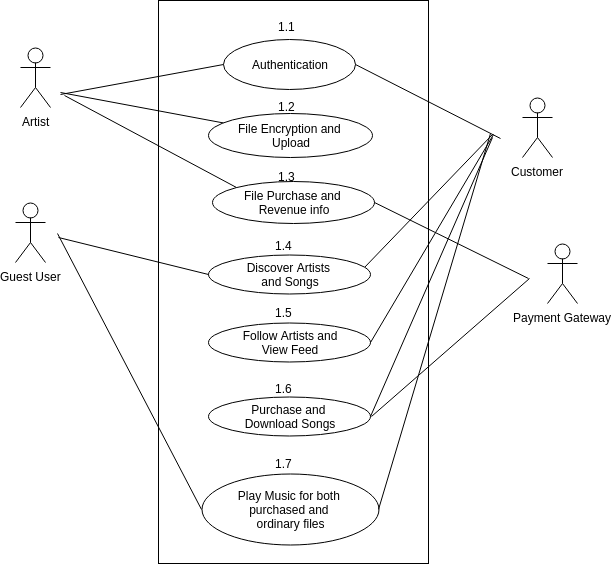 1.1
Authentication
Artist
1.2
File Encryption and
Upload
Customer
1.3
File Purchase and
Revenue info
Guest User
1.4
Discover Artists
and Songs
Payment Gateway
1.5
Follow Artists and
View Feed
1.6
Purchase and
Download Songs
1.7
Play Music for both
purchased and
ordinary files